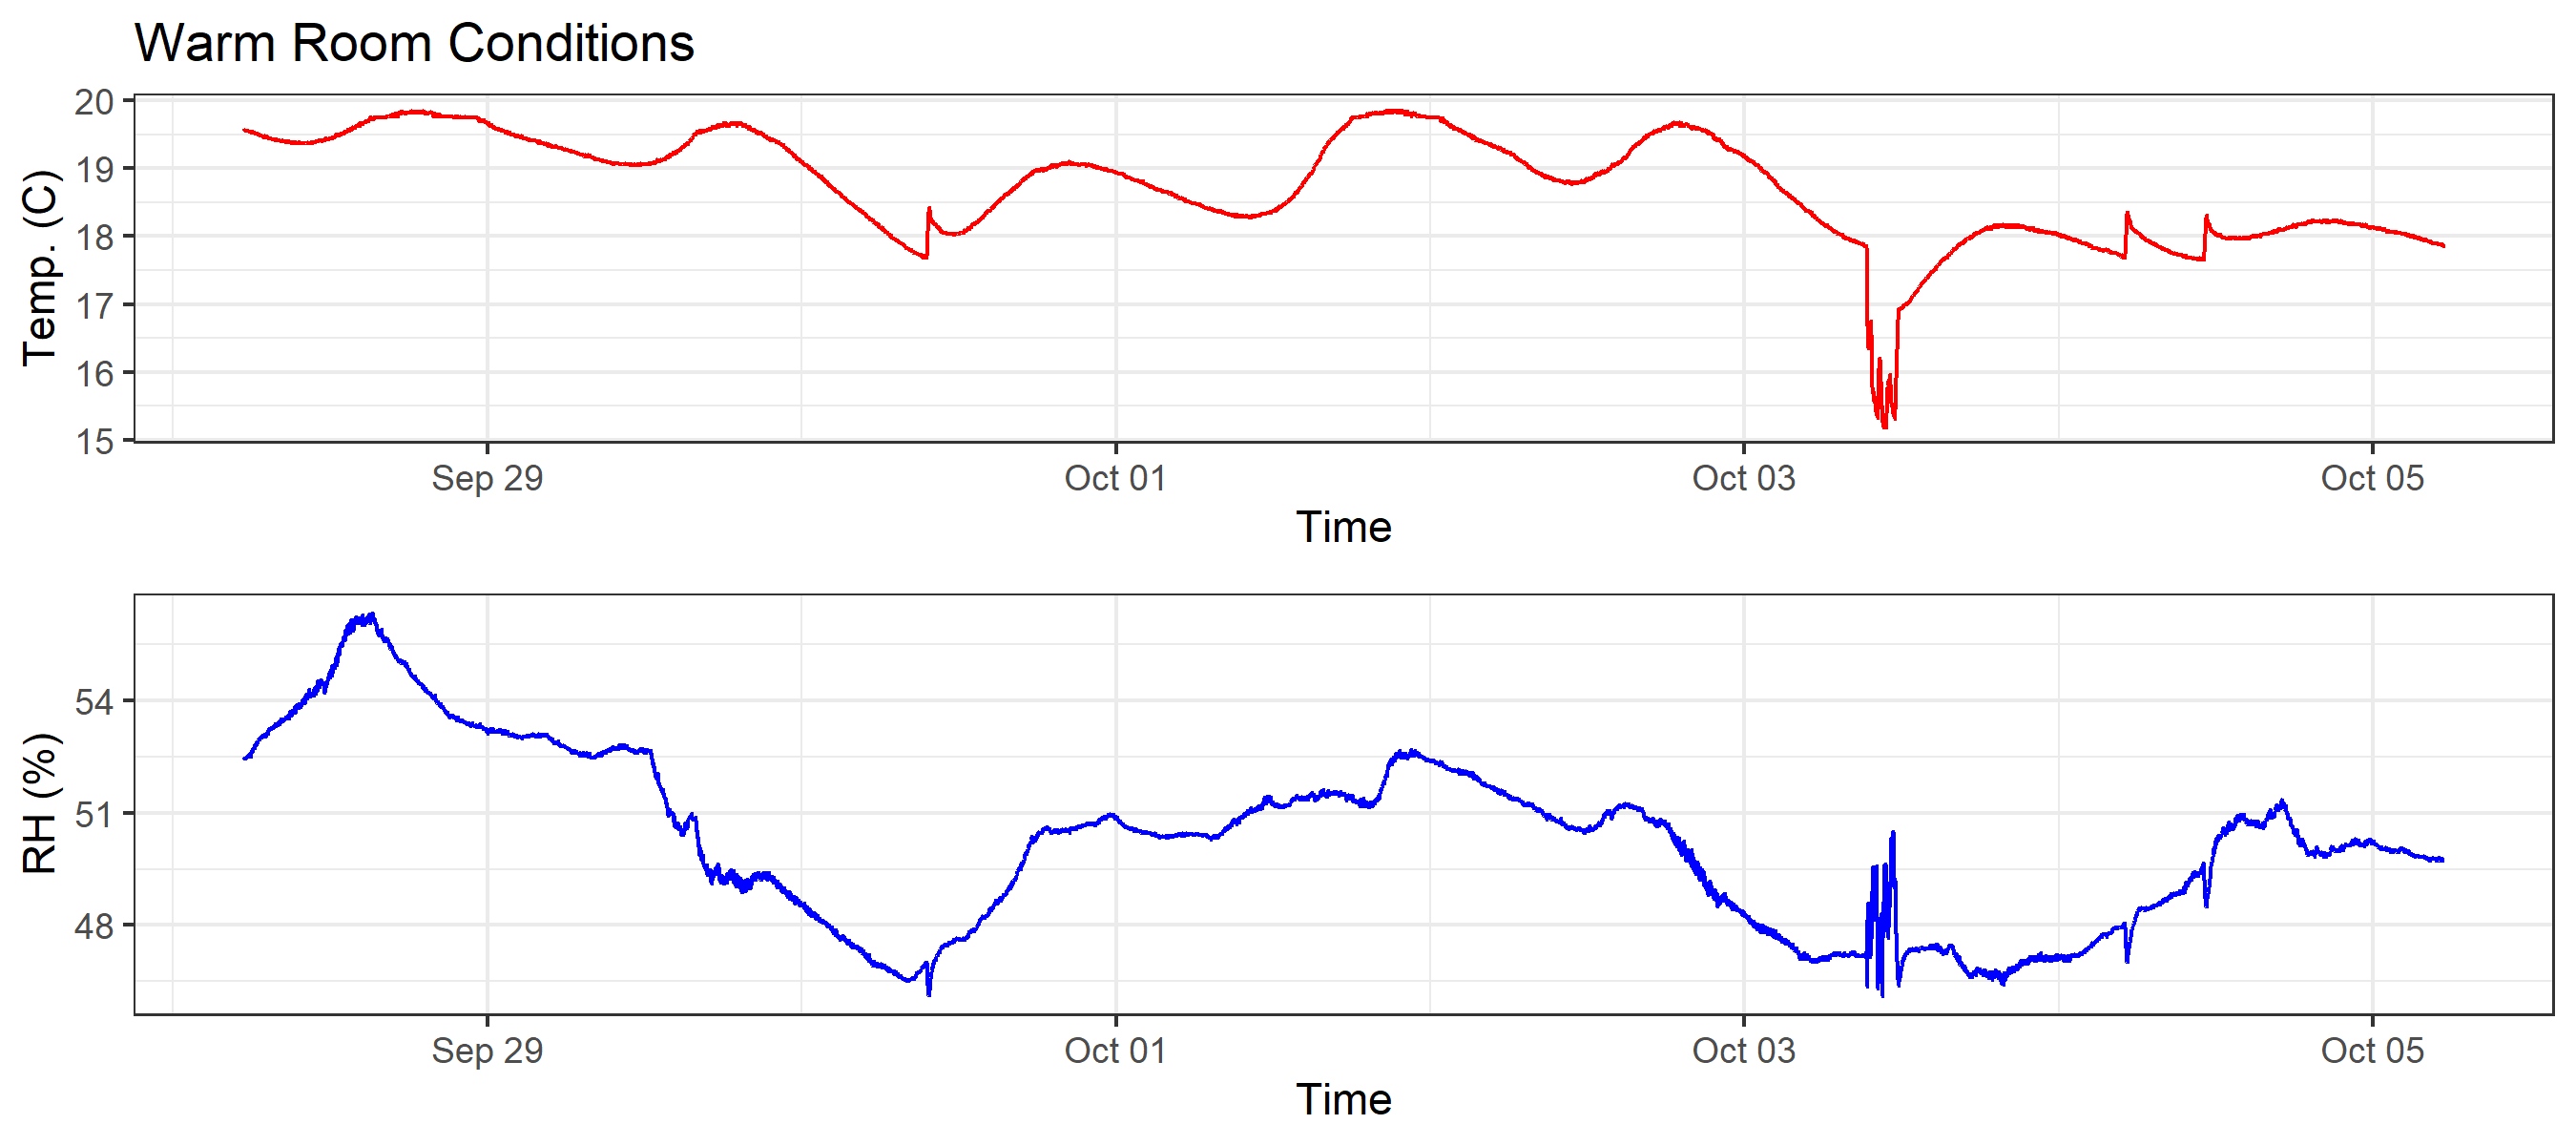 Warm Room Conditions
Temp. (C)
20
19
18
17
16
15
Sep 29 Oct 01 Oct 03 Oct 05
Time
RH (%)
54
51
48
Sep 29 Oct 01 Oct 03 Oct 05
Time